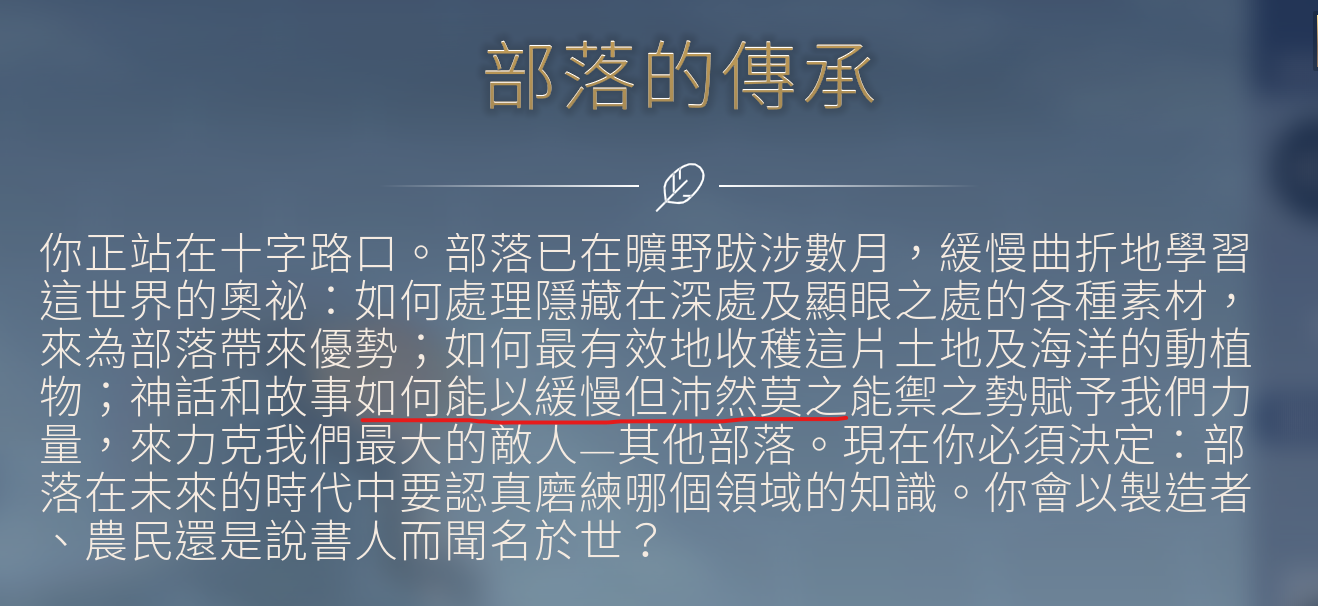 部落的傳承
你正站在十字路口。部落已在曠野跋涉數月，緩慢曲折地學習
這世界的奧祕：如何處理隱藏在深處及顯眼之處的各種素材，
來為部落帶來優勢；如何最有效地收穫這片土地及海洋的動植
物；神話和故事如何能以緩慢但沛然莫之能禦之勢賦予我們力
量，來力克我們最大的敵人—其他部落。現在你必須決定：部
落在未來的時代中要認真磨練哪個領域的知識。你會以製造者
、農民還是說書人而聞名於世？